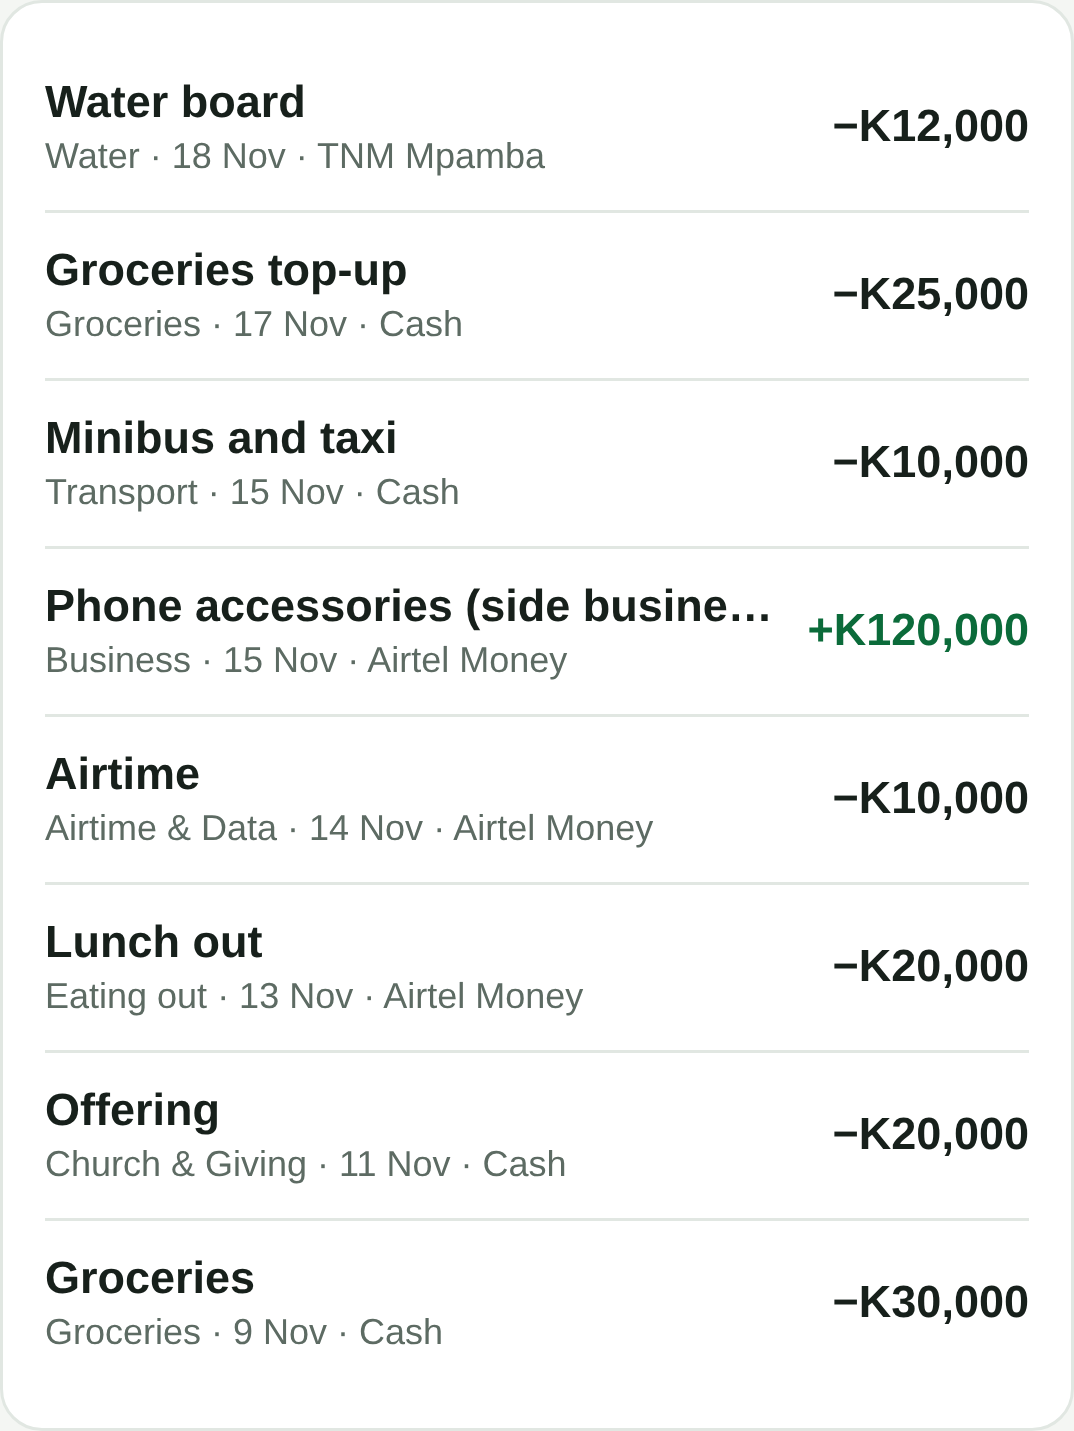 Water board
−K12,000
Water · 18 Nov · TNM Mpamba
Groceries top-up
−K25,000
Groceries · 17 Nov · Cash
Minibus and taxi
−K10,000
Transport · 15 Nov · Cash
Phone accessories (side busine…
+K120,000
Business · 15 Nov · Airtel Money
Airtime
−K10,000
Airtime & Data · 14 Nov · Airtel Money
Lunch out
−K20,000
Eating out · 13 Nov · Airtel Money
Offering
−K20,000
Church & Giving · 11 Nov · Cash
Groceries
−K30,000
Groceries · 9 Nov · Cash